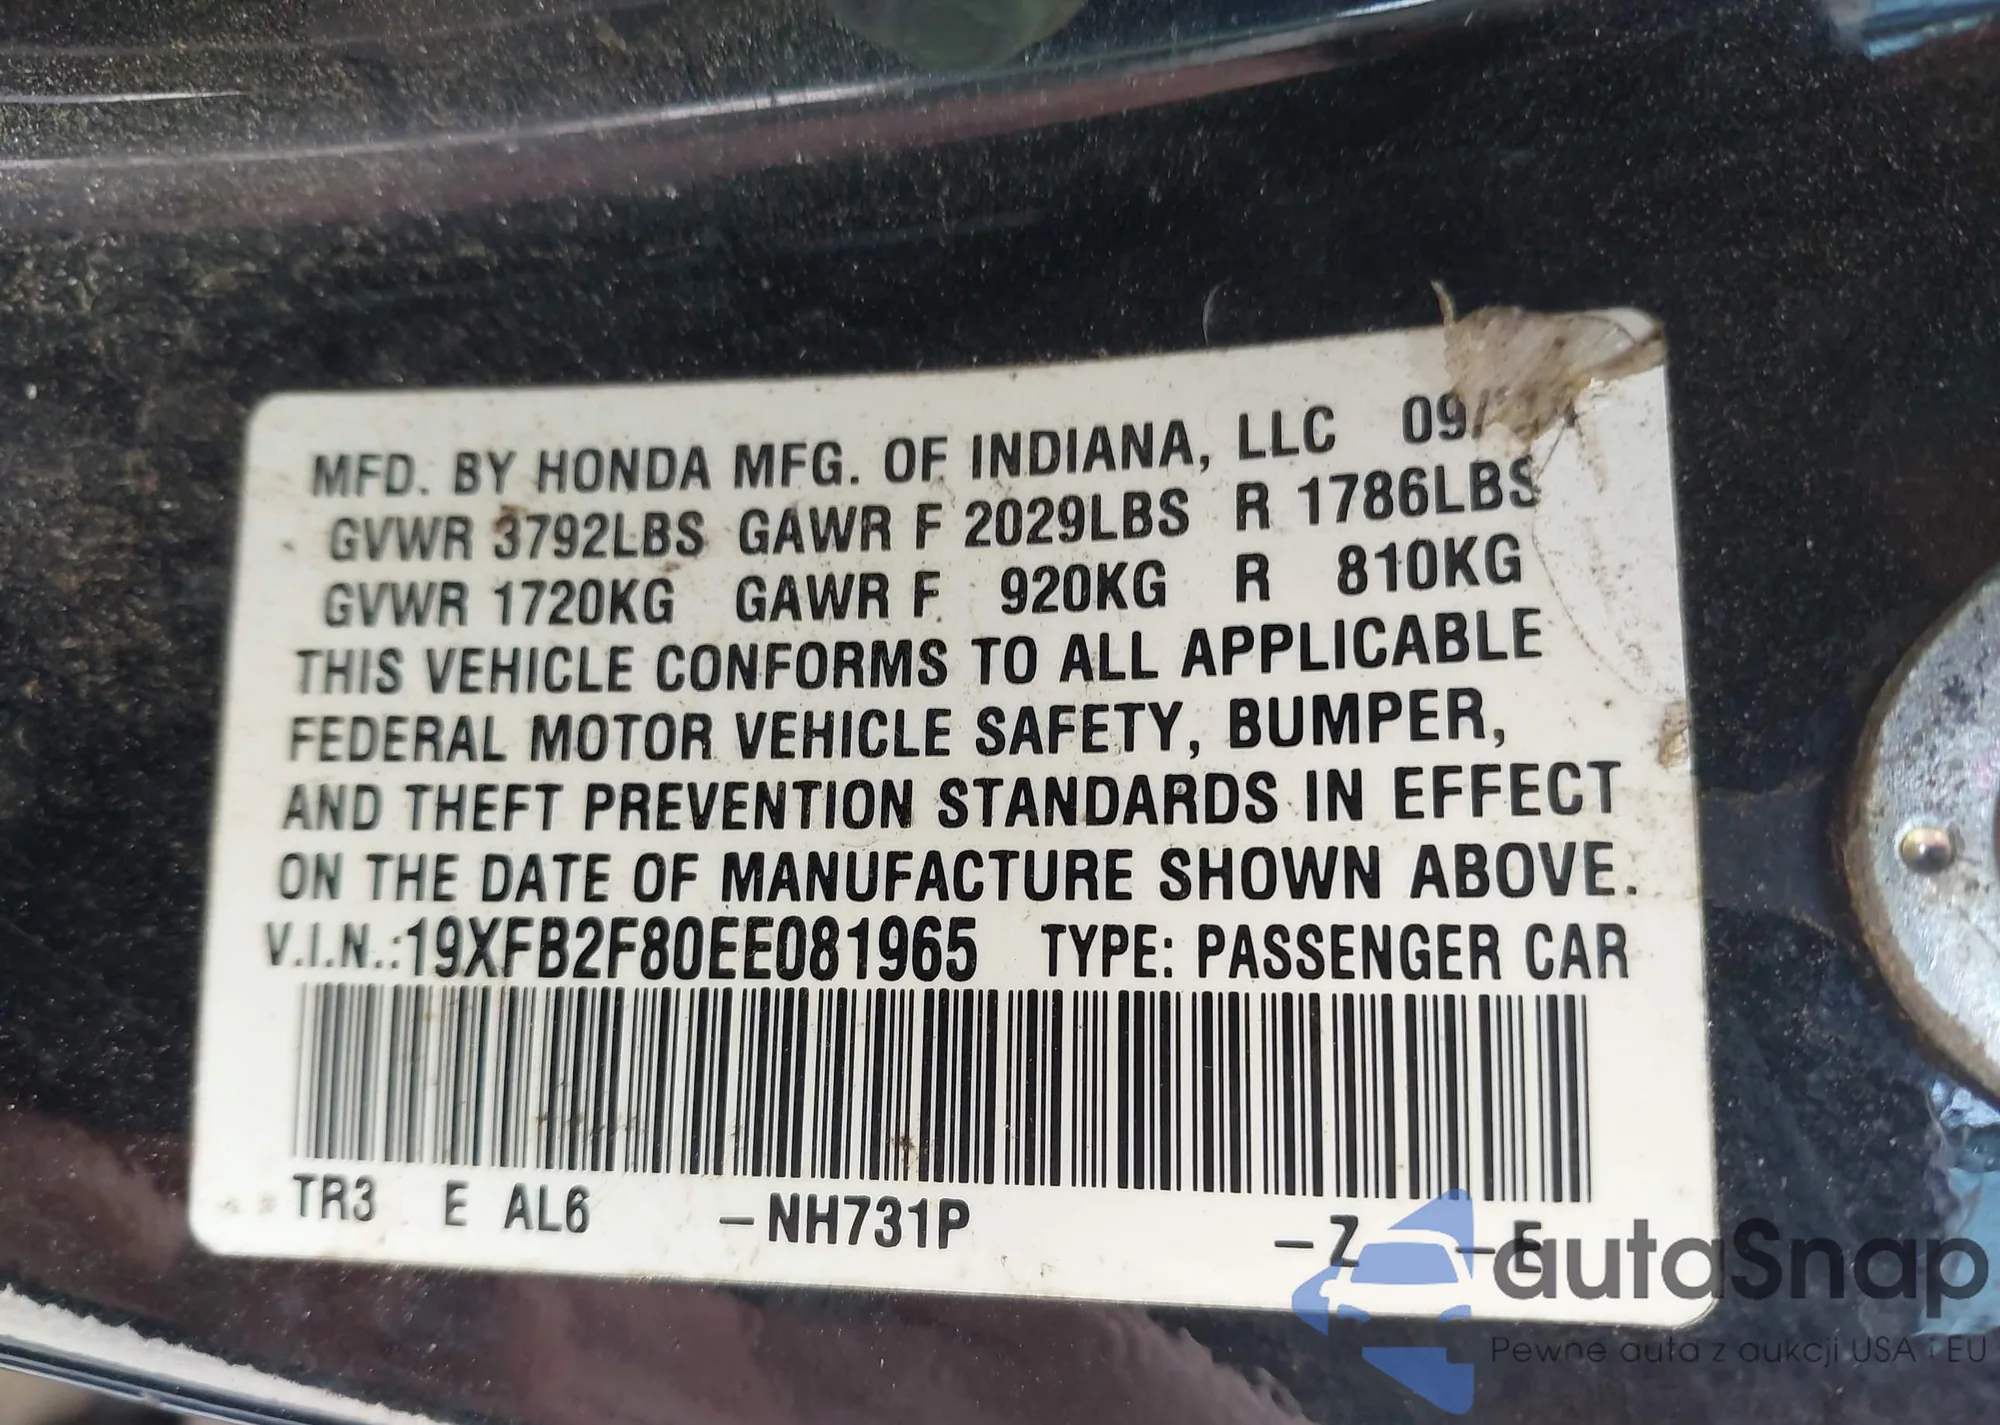 MFD. BY HONDA MFG. OF INDIANA, LLC 09/
GVWR 3792LBS GAWR F 2029LBS R 1786LBS
GVWR 1720KG GAWR F 920KG R 810KG
THIS VEHICLE CONFORMS TO ALL APPLICABLE
FEDERAL MOTOR VEHICLE SAFETY, BUMPER,
AND THEFT PREVENTION STANDARDS IN EFFECT
ON THE DATE OF MANUFACTURE SHOWN ABOVE.
V.I.N.:19XFB2F80EE081965 TYPE: PASSENGER CAR
TR3 E AL6 –NH731P –Z –E
autaSnap
Pewne auta z aukcji USA i EU